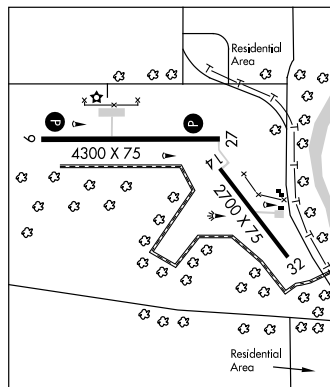 Residential
Area
P
P
9
27
4300 X 75
14
2700 X 75
32
Residential
Area